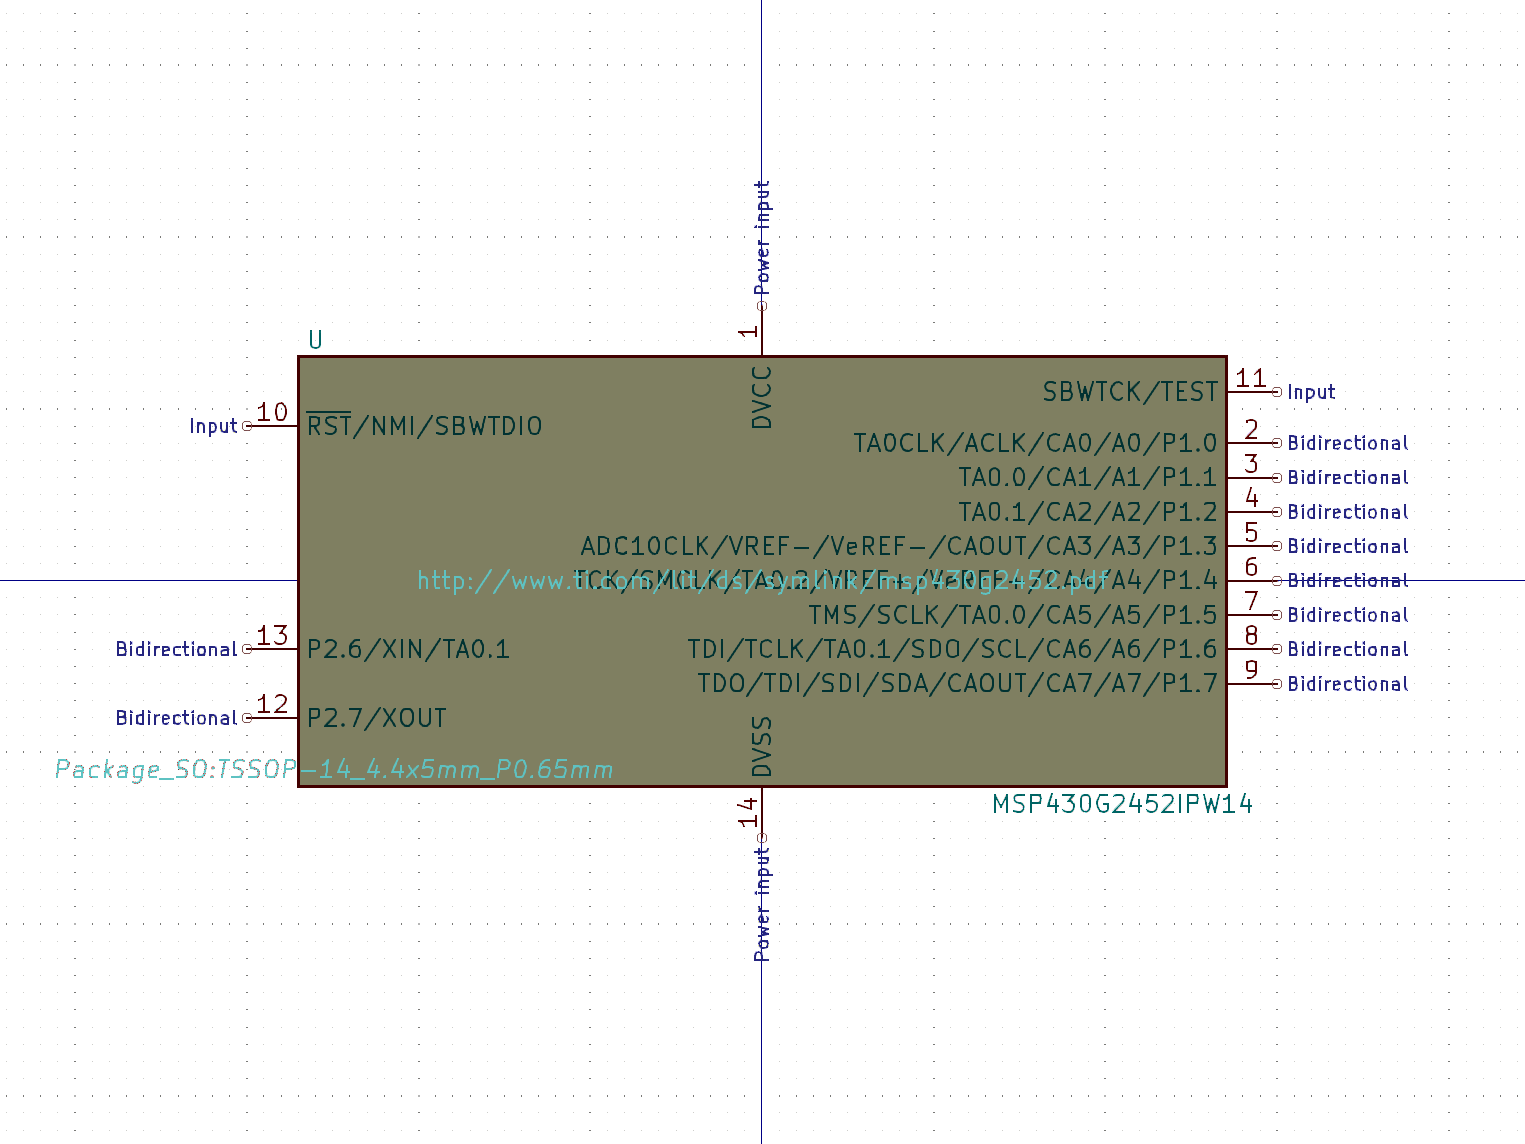 Power input
1
U
DVCC
SBWTCK/TEST 11 Input
Input 10 RST/NMI/SBWTDIO
TA0CLK/ACLK/CA0/A0/P1.0 2 Bidirectional
TA0.0/CA1/A1/P1.1 3 Bidirectional
TA0.1/CA2/A2/P1.2 4 Bidirectional
ADC10CLK/VREF-/VeREF-/CAOUT/CA3/A3/P1.3 5 Bidirectional
TCK/SMCLK/TA0.2/VREF+/VeREF+/CA4/A4/P1.4 6 Bidirectional
http://www.ti.com/lit/ds/symlink/msp430g2452.pdf
TMS/SCLK/TA0.0/CA5/A5/P1.5 7 Bidirectional
Bidirectional 13 P2.6/XIN/TA0.1
TDI/TCLK/TA0.1/SDO/SCL/CA6/A6/P1.6 8 Bidirectional
TDO/TDI/SDI/SDA/CAOUT/CA7/A7/P1.7 9 Bidirectional
Bidirectional 12 P2.7/XOUT
DVSS
Package_SO:TSSOP-14_4.4x5mm_P0.65mm
MSP430G2452IPW14
14
Power input